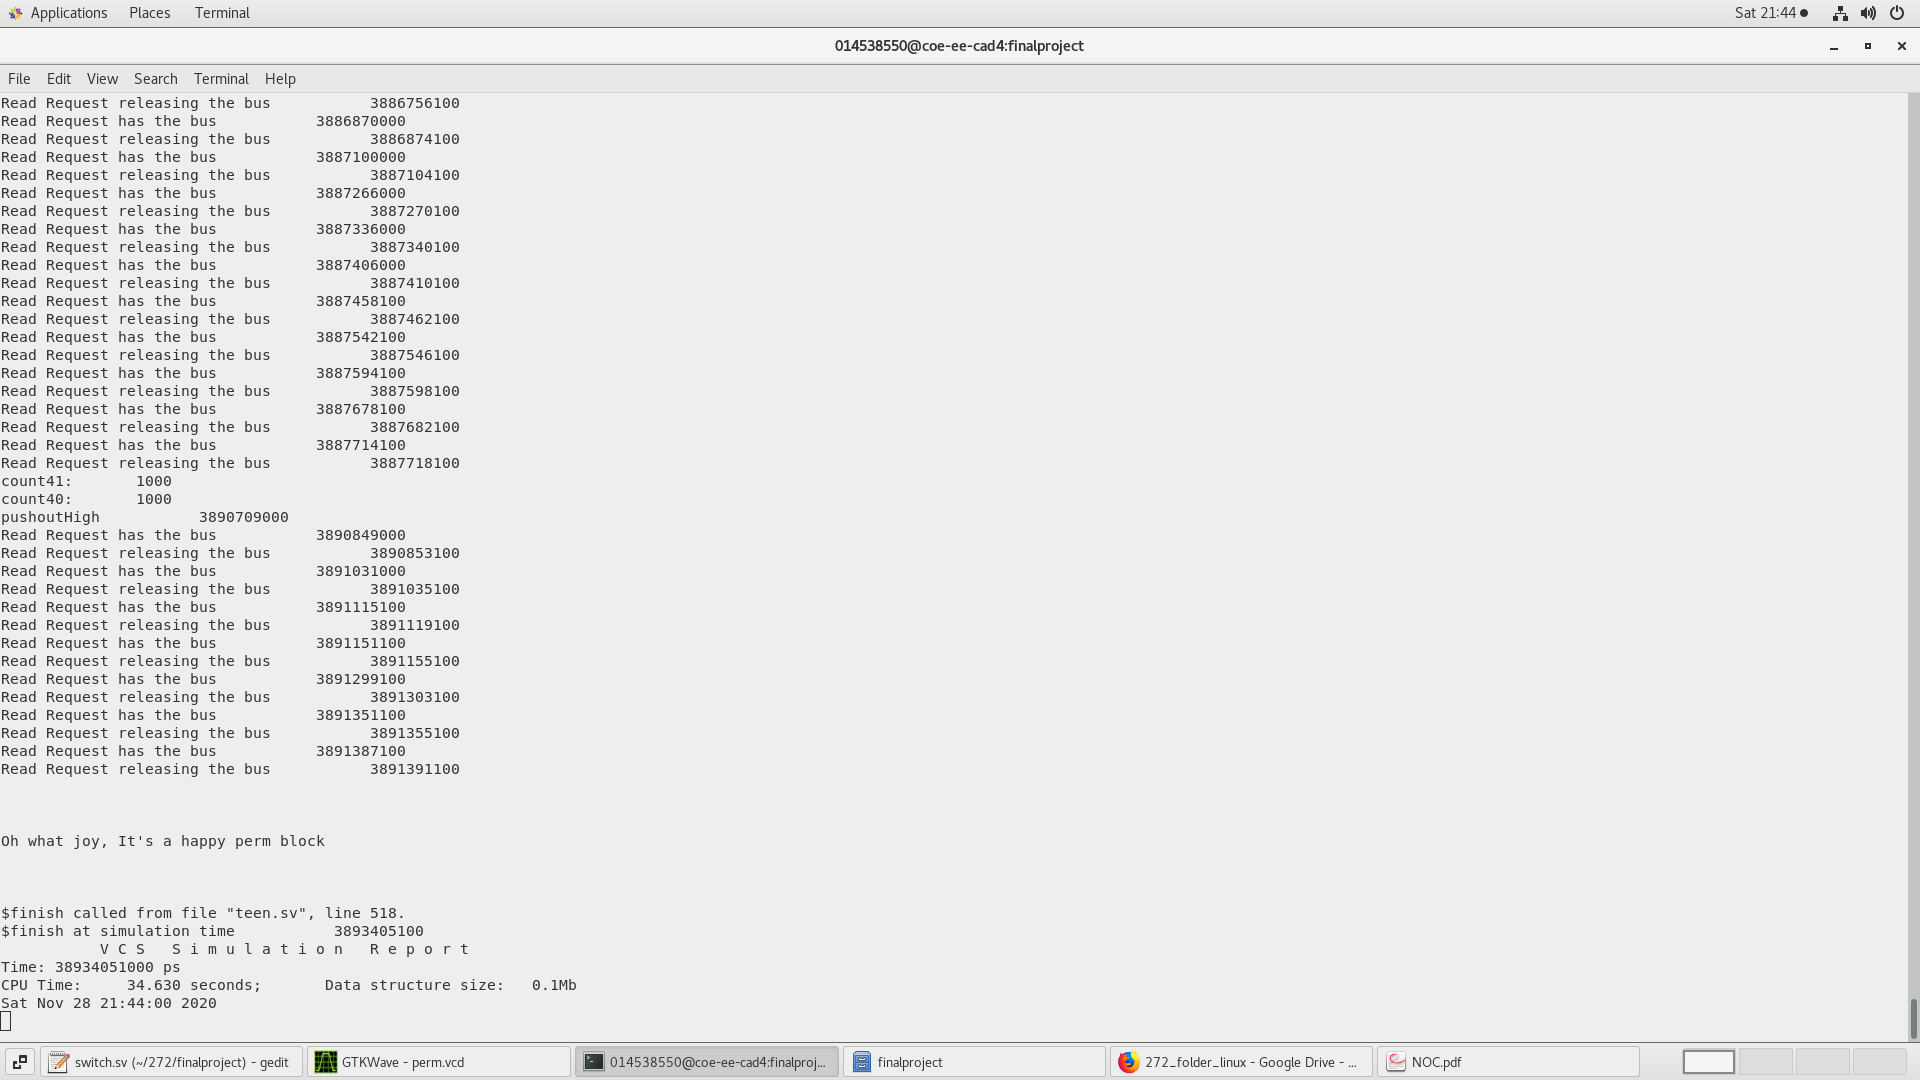 Applications Places Terminal Sat 21:44
014538550@coe-ee-cad4:finalproject
File Edit View Search Terminal Help
Read Request releasing the bus 3886756100
Read Request has the bus 3886870000
Read Request releasing the bus 3886874100
Read Request has the bus 3887100000
Read Request releasing the bus 3887104100
Read Request has the bus 3887266000
Read Request releasing the bus 3887270100
Read Request has the bus 3887336000
Read Request releasing the bus 3887340100
Read Request has the bus 3887406000
Read Request releasing the bus 3887410100
Read Request has the bus 3887458100
Read Request releasing the bus 3887462100
Read Request has the bus 3887542100
Read Request releasing the bus 3887546100
Read Request has the bus 3887594100
Read Request releasing the bus 3887598100
Read Request has the bus 3887678100
Read Request releasing the bus 3887682100
Read Request has the bus 3887714100
Read Request releasing the bus 3887718100
count41: 1000
count40: 1000
pushoutHigh 3890709000
Read Request has the bus 3890849000
Read Request releasing the bus 3890853100
Read Request has the bus 3891031000
Read Request releasing the bus 3891035100
Read Request has the bus 3891115100
Read Request releasing the bus 3891119100
Read Request has the bus 3891151100
Read Request releasing the bus 3891155100
Read Request has the bus 3891299100
Read Request releasing the bus 3891303100
Read Request has the bus 3891351100
Read Request releasing the bus 3891355100
Read Request has the bus 3891387100
Read Request releasing the bus 3891391100
Oh what joy, It's a happy perm block
$finish called from file "teen.sv", line 518.
$finish at simulation time 3893405100
V C S S i m u l a t i o n R e p o r t
Time: 38934051000 ps
CPU Time: 34.630 seconds; Data structure size: 0.1Mb
Sat Nov 28 21:44:00 2020
switch.sv (~/272/finalproject) - gedit GTKWave - perm.vcd 014538550@coe-ee-cad4:finalproj... finalproject 272_folder_linux - Google Drive - ... NOC.pdf